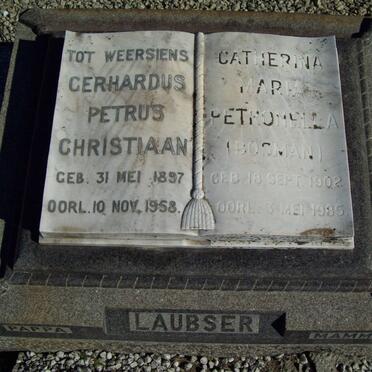 TOT WEERSIENS
GERHARDUS
PETRUS
CHRISTIAAN
GEB. 31 MEI 1897
OORL. 10 NOV. 1958.
CATHERINA
MARIA
PETRONELLA
(BOSMAN)
GEB 18 SEPT 1902
OORL. 3 MEI 1985
LAUBSER
PAPPA
MAMMA